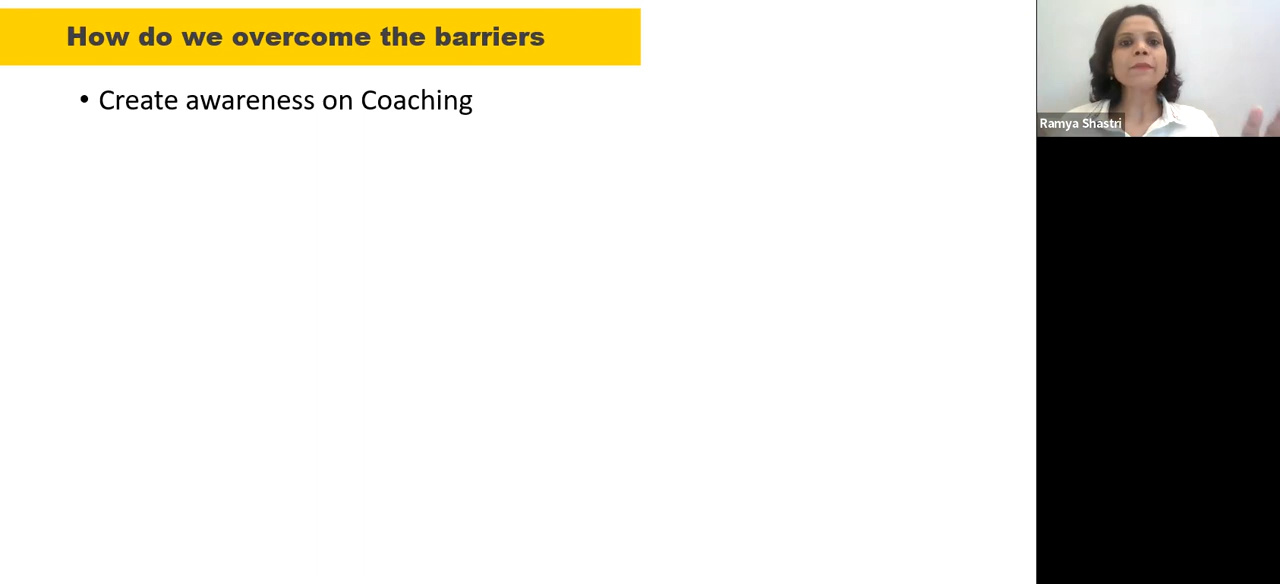 How do we overcome the barriers
• Create awareness on Coaching
Ramya Shastri